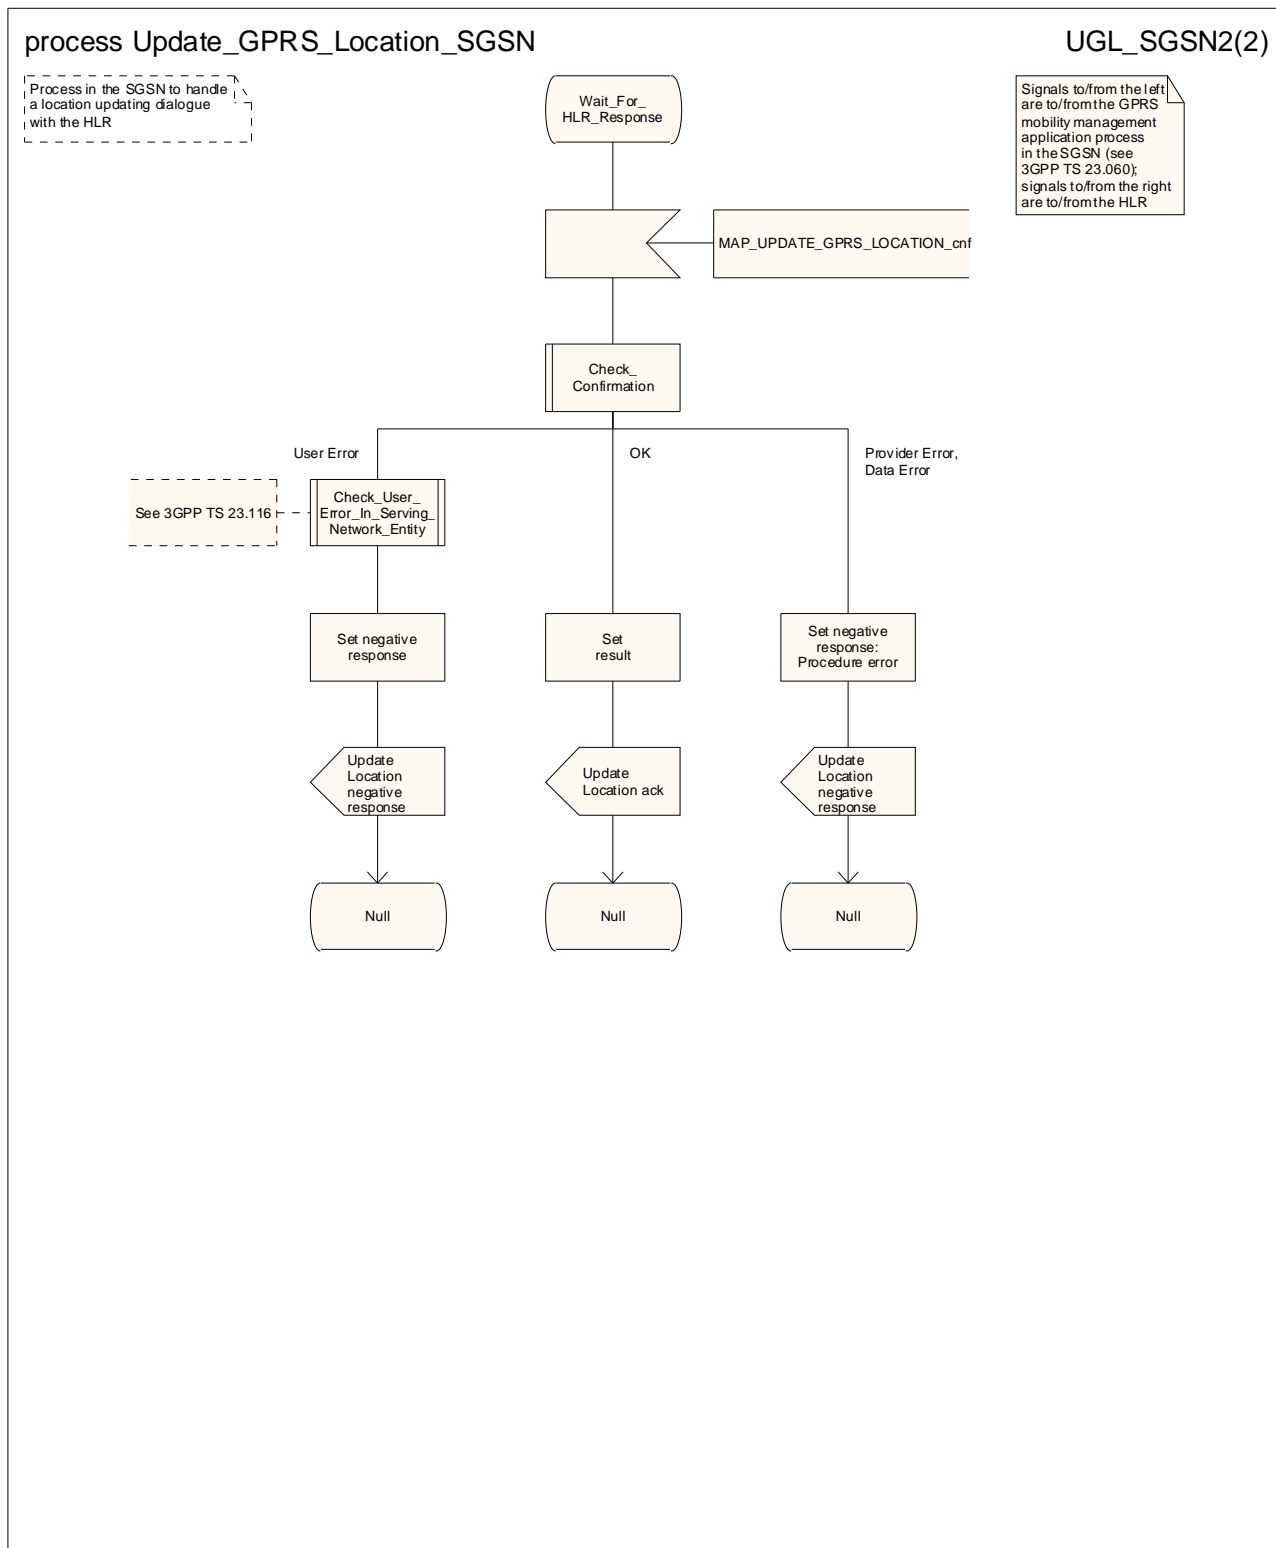 process Update_GPRS_Location_SGSN
UGL_SGSN2(2)
Process in the SGSN to handle
a location updating dialogue
with the HLR
Wait_For_
HLR_Response
Signals to/from the left
are to/from the GPRS
mobility management
application process
in the SGSN (see
3GPP TS 23.060);
signals to/from the right
are to/from the HLR
MAP_UPDATE_GPRS_LOCATION_cnf
Check_
Confirmation
User Error
OK
Provider Error,
Data Error
See 3GPP TS 23.116
Check_User_
Error_In_Serving_
Network_Entity
Set negative
response
Set
result
Set negative
response:
Procedure error
Update
Location
negative
response
Update
Location ack
Update
Location
negative
response
Null
Null
Null